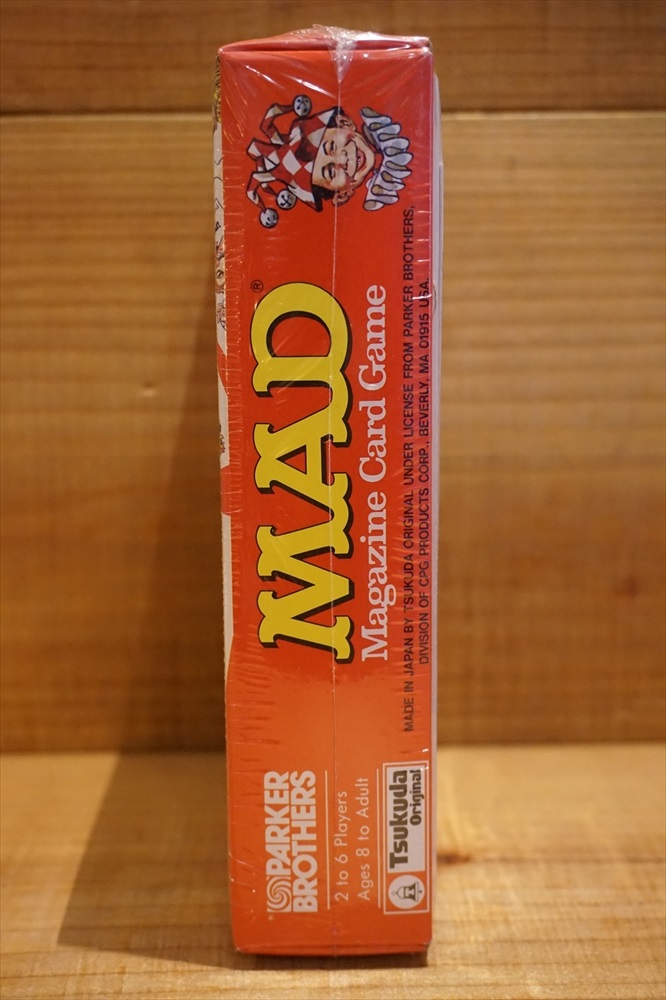 PARKER
BROTHERS
2 to 6 Players
Ages 8 to Adult
Tsukuda
Original
MAD®
Magazine Card Game
MADE IN JAPAN BY TSUKUDA ORIGINAL UNDER LICENSE FROM PARKER BROTHERS,
DIVISION OF CPG PRODUCTS CORP., BEVERLY, MA 01915 USA.